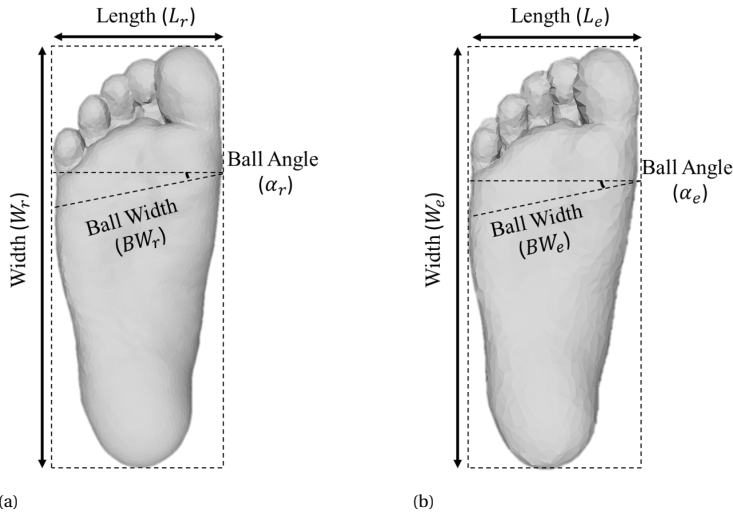 Length (Lᵣ)
Width (Wᵣ)
Ball Angle
(αᵣ)
Ball Width
(BWᵣ)
(a)
Length (Lₑ)
Width (Wₑ)
Ball Angle
(αₑ)
Ball Width
(BWₑ)
(b)